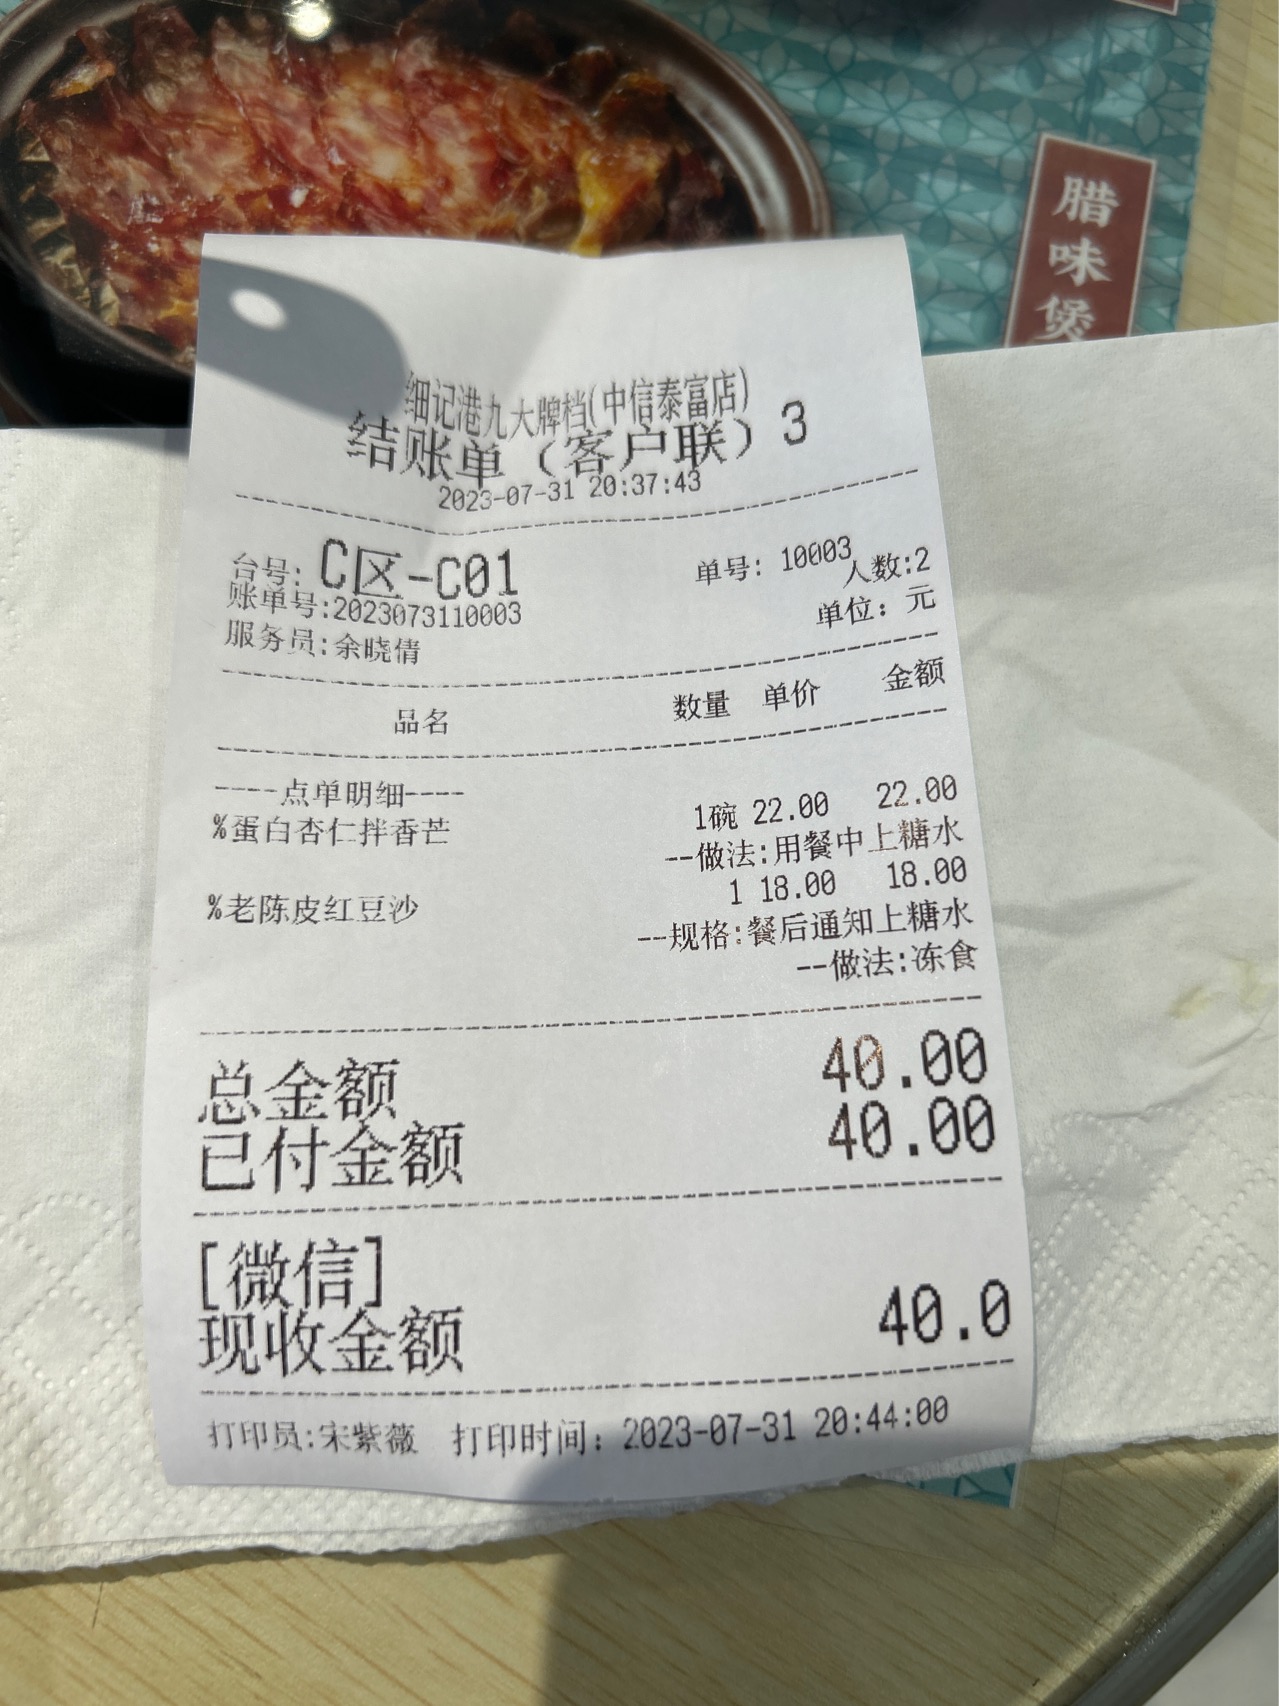 腊味煲
细记港九大牌档(中信泰富店)
结账单（客户联）3
2023-07-31 20:37:43
台号: C区-C01 单号: 10003
账单号:2023073110003 人数:2
服务员:余晓倩 单位: 元
品名 数量 单价 金额
----点单明细----
%蛋白杏仁拌香芒 1碗 22.00 22.00
--做法:用餐中上糖水
%老陈皮红豆沙 1 18.00 18.00
--规格:餐后通知上糖水
--做法:冻食
总金额 40.00
已付金额 40.00
[微信]
现收金额 40.0
打印员:宋紫薇 打印时间: 2023-07-31 20:44:00